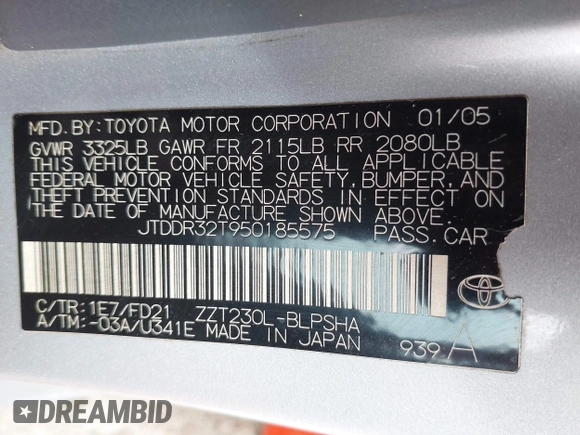 MFD.BY:TOYOTA MOTOR CORPORATION 01/05
GVWR 3325LB GAWR FR 2115LB RR 2080LB
THIS VEHICLE CONFORMS TO ALL APPLICABLE
FEDERAL MOTOR VEHICLE SAFETY,BUMPER,AND
THEFT PREVENTION STANDARDS IN EFFECT ON
THE DATE OF MANUFACTURE SHOWN ABOVE.
JTDDR32T950185575 PASS.CAR
C/TR:1E7/FD21 ZZT230L-BLPSHA
A/TM:-03A/U341E MADE IN JAPAN 939 A
TOYOTA
DREAMBID